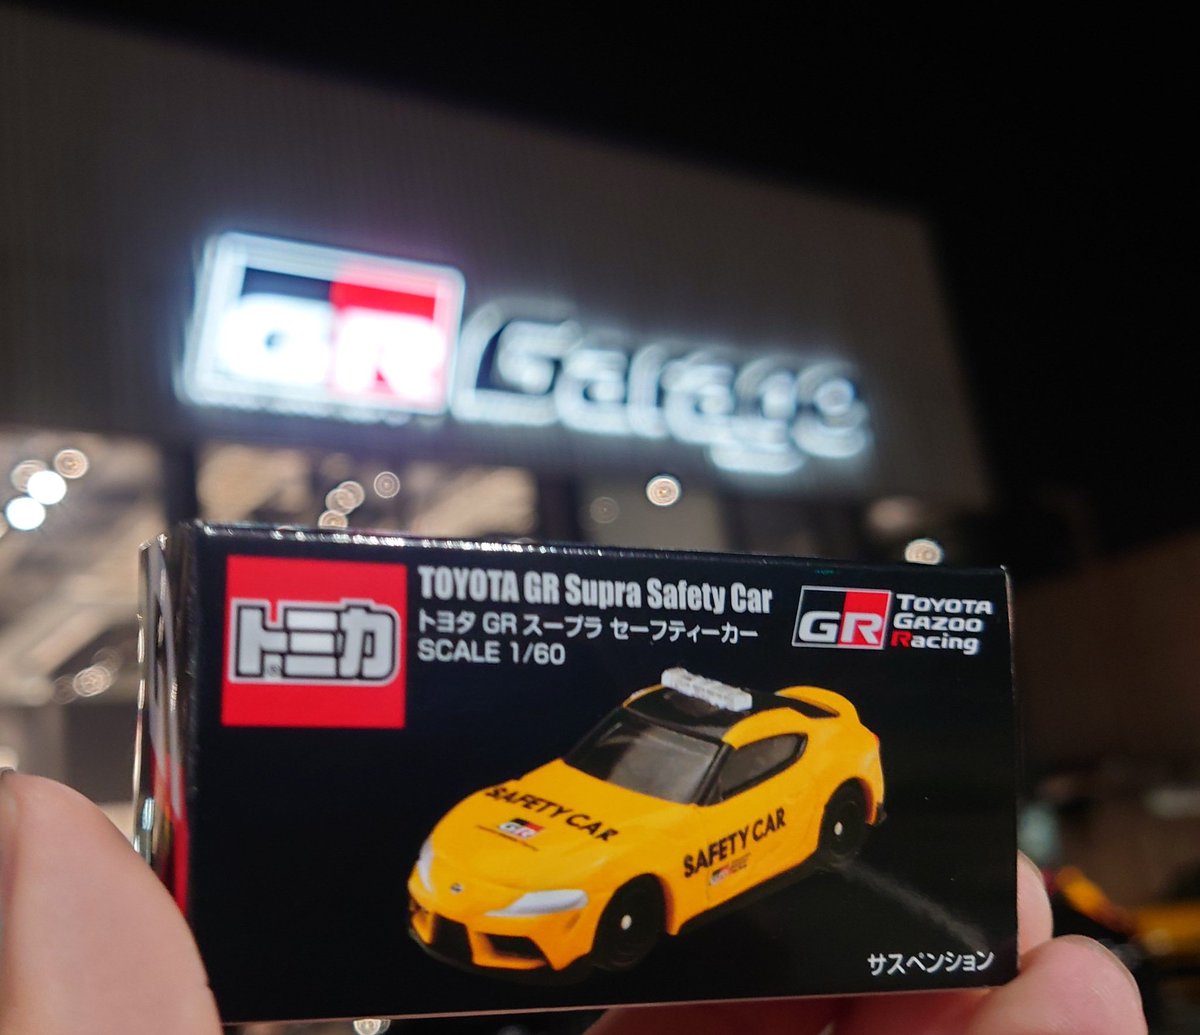 GR Garage
トミカ
TOYOTA GR Supra Safety Car
トヨタ GR スープラ セーフティーカー
SCALE 1/60
GR
TOYOTA
GAZOO
Racing
SAFETY CAR
GR
SAFETY CAR
GR
サスペンション